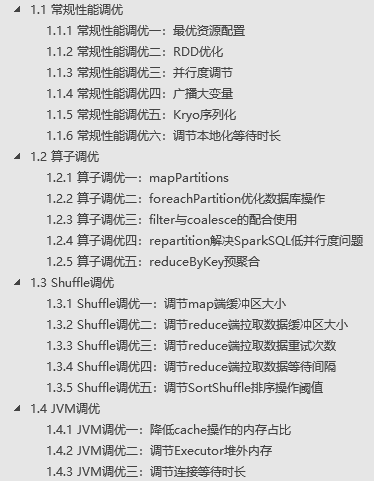 1.1 常规性能调优
1.1.1 常规性能调优一：最优资源配置
1.1.2 常规性能调优二：RDD优化
1.1.3 常规性能调优三：并行度调节
1.1.4 常规性能调优四：广播大变量
1.1.5 常规性能调优五：Kryo序列化
1.1.6 常规性能调优六：调节本地化等待时长
1.2 算子调优
1.2.1 算子调优一：mapPartitions
1.2.2 算子调优二：foreachPartition优化数据库操作
1.2.3 算子调优三：filter与coalesce的配合使用
1.2.4 算子调优四：repartition解决SparkSQL低并行度问题
1.2.5 算子调优五：reduceByKey预聚合
1.3 Shuffle调优
1.3.1 Shuffle调优一：调节map端缓冲区大小
1.3.2 Shuffle调优二：调节reduce端拉取数据缓冲区大小
1.3.3 Shuffle调优三：调节reduce端拉取数据重试次数
1.3.4 Shuffle调优四：调节reduce端拉取数据等待间隔
1.3.5 Shuffle调优五：调节SortShuffle排序操作阈值
1.4 JVM调优
1.4.1 JVM调优一：降低cache操作的内存占比
1.4.2 JVM调优二：调节Executor堆外内存
1.4.3 JVM调优三：调节连接等待时长